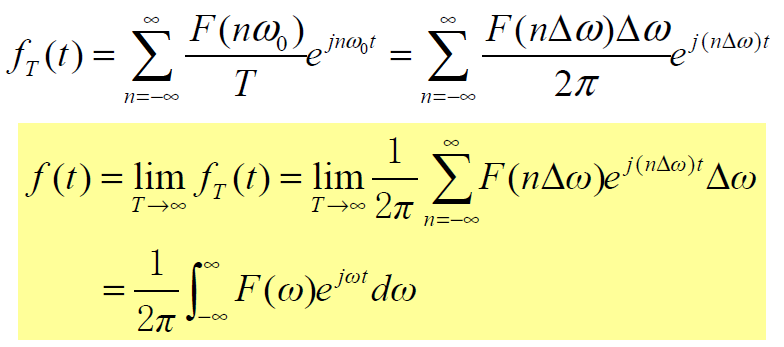 f_T(t) = \sum_{n=-\infty}^{\infty} \frac{F(n\omega_0)}{T} e^{jn\omega_0 t} = \sum_{n=-\infty}^{\infty} \frac{F(n\Delta\omega)\Delta\omega}{2\pi} e^{j(n\Delta\omega)t}
f(t) = \lim_{T\to\infty} f_T(t) = \lim_{T\to\infty} \frac{1}{2\pi} \sum_{n=-\infty}^{\infty} F(n\Delta\omega)e^{j(n\Delta\omega)t} \Delta\omega
= \frac{1}{2\pi} \int_{-\infty}^{\infty} F(\omega)e^{j\omega t} d\omega